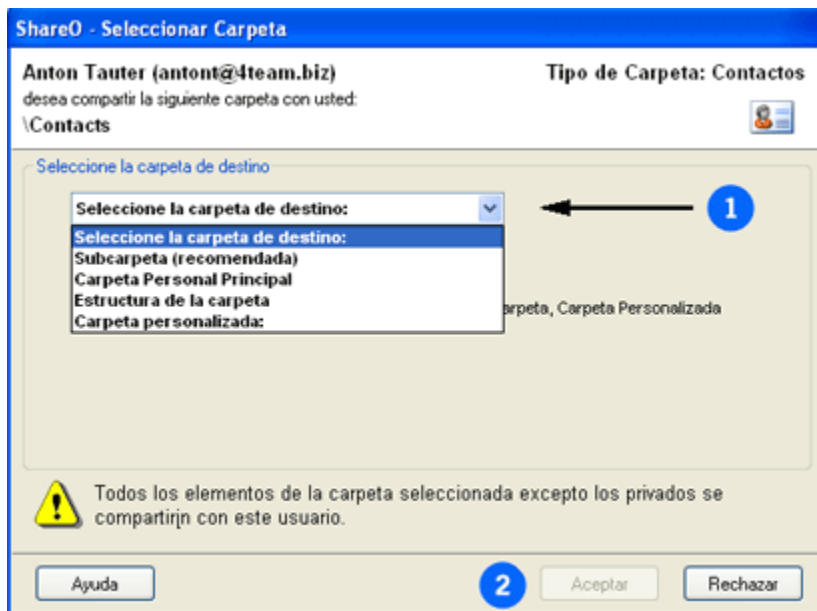 ShareO - Seleccionar Carpeta
Anton Tauter (antont@4team.biz)
Tipo de Carpeta: Contactos
desea compartir la siguiente carpeta con usted:
\Contacts
Seleccione la carpeta de destino
Seleccione la carpeta de destino:
1
Seleccione la carpeta de destino:
Subcarpeta (recomendada)
Carpeta Personal Principal
Estructura de la carpeta
arpeta, Carpeta Personalizada
Carpeta personalizada:
Todos los elementos de la carpeta seleccionada excepto los privados se
compartirjn con este usuario.
Ayuda
2
Aceptar
Rechazar